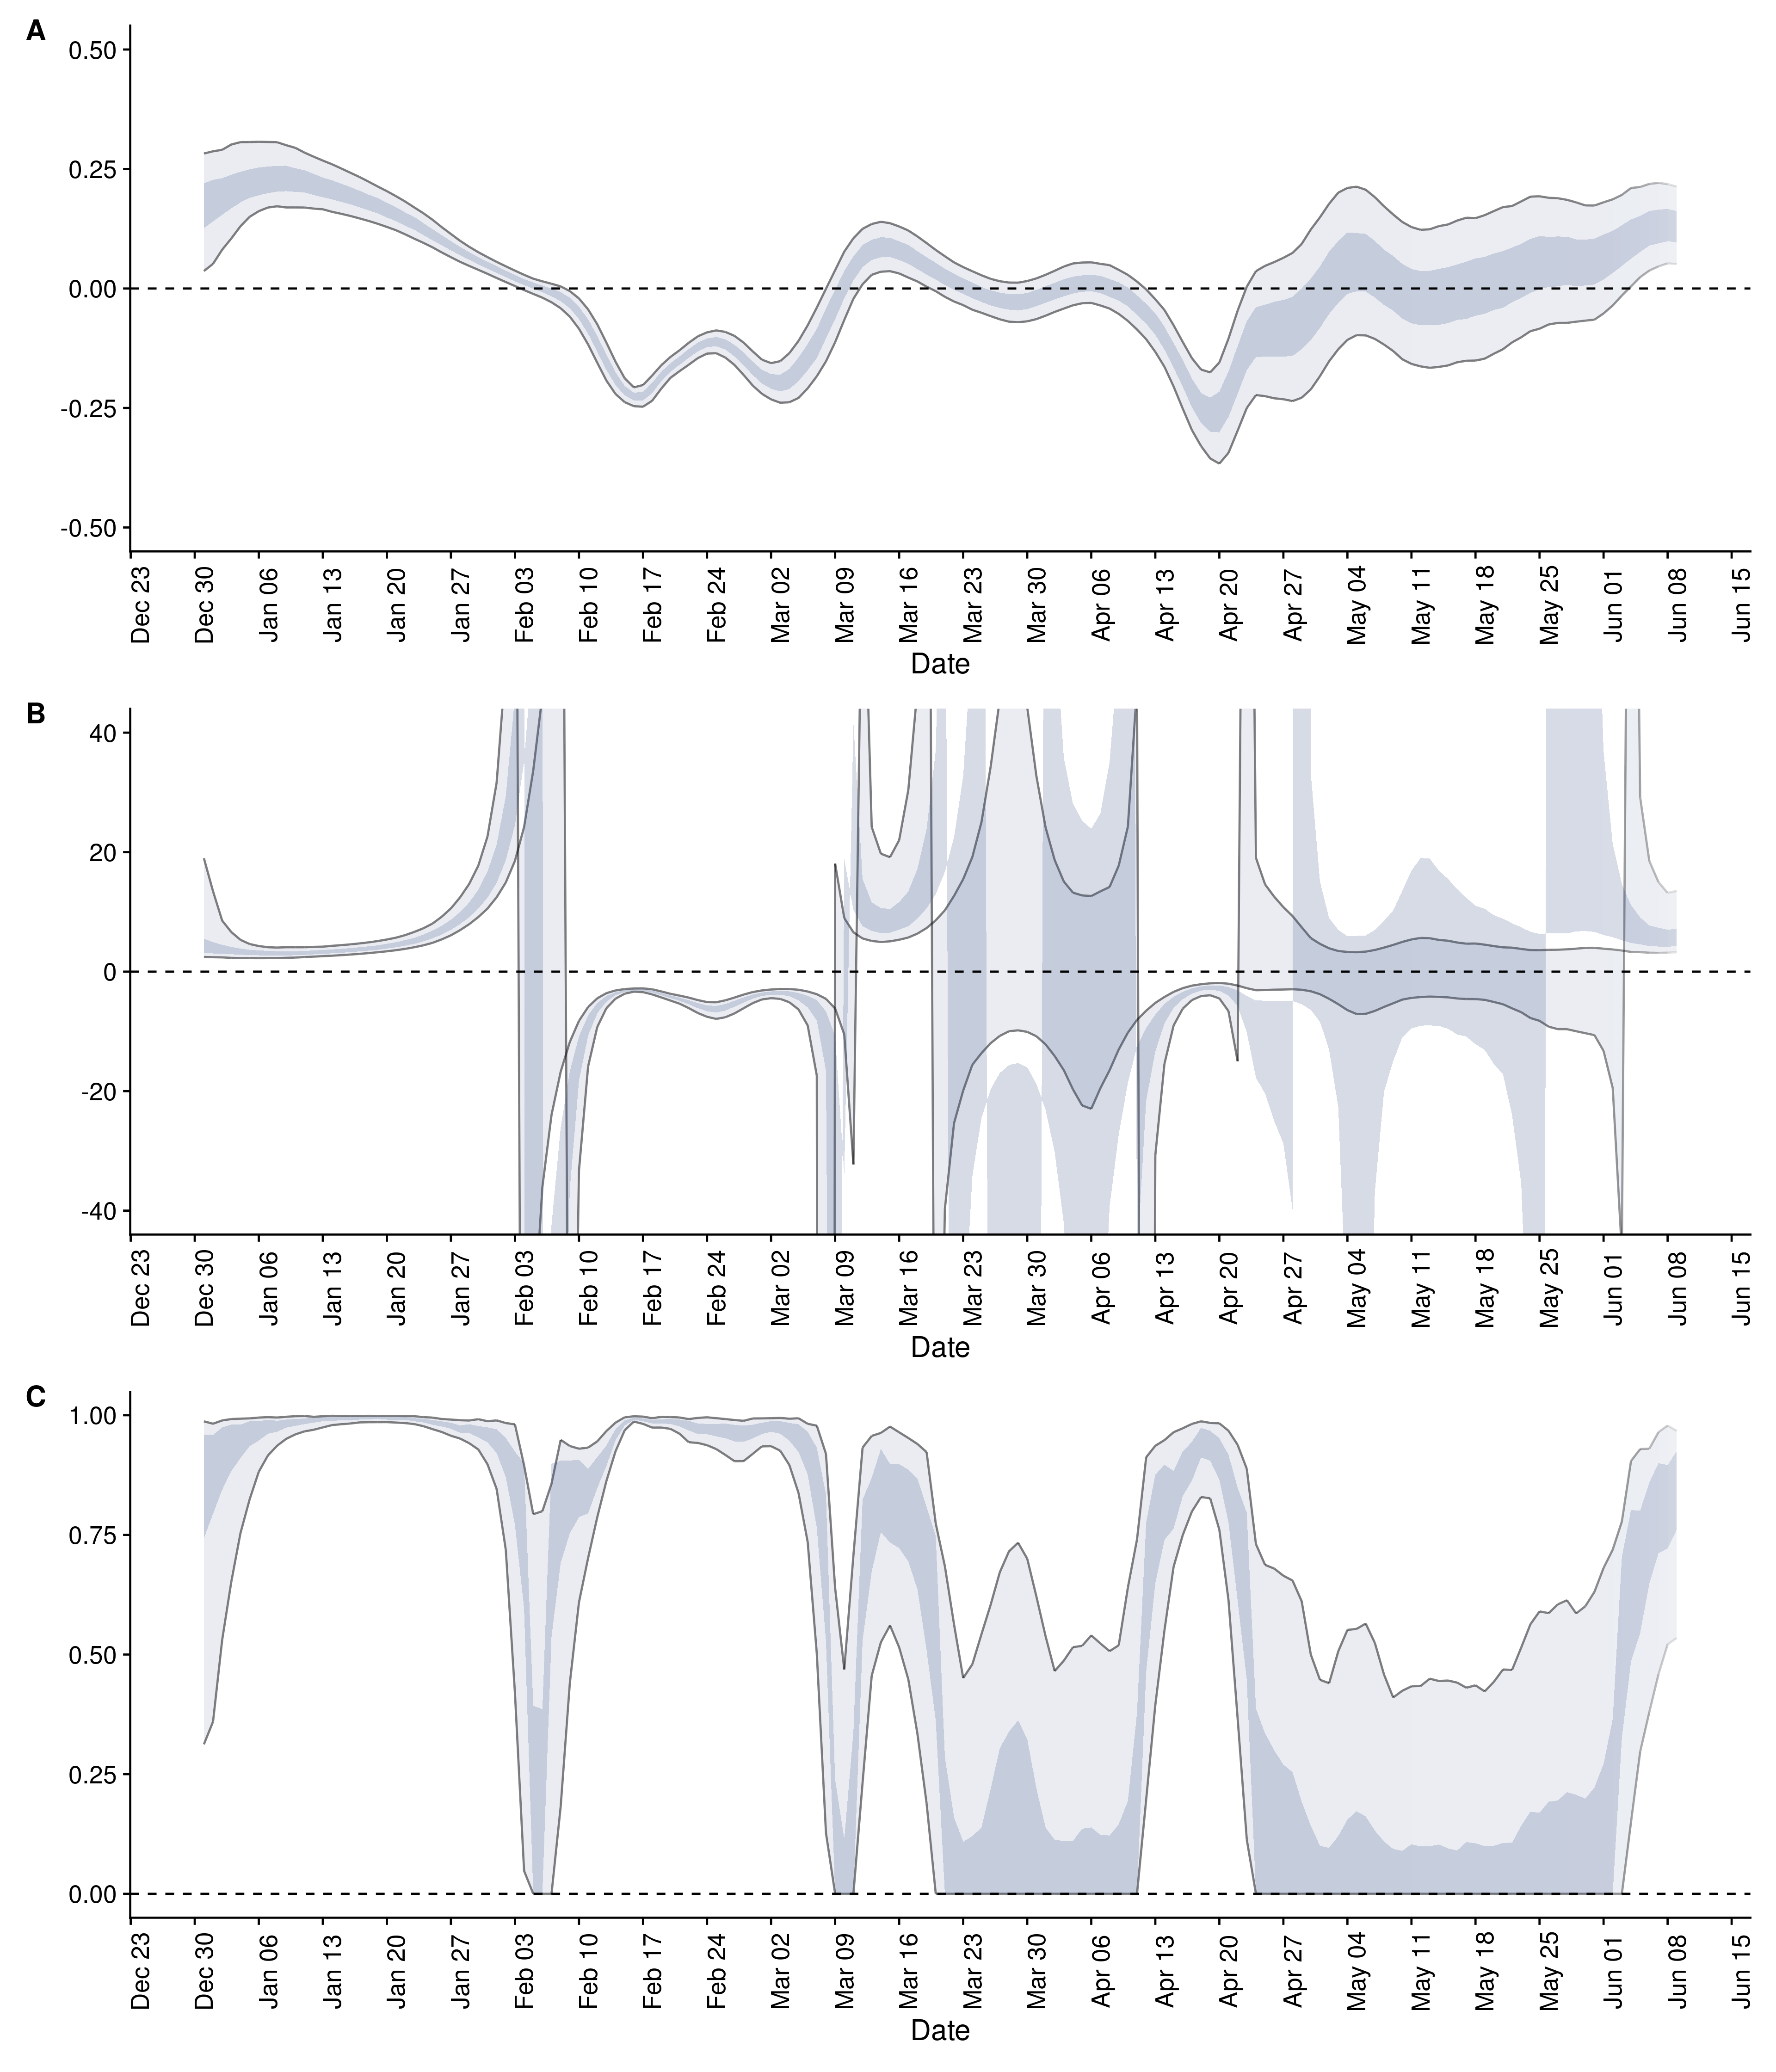 A
0.50
0.25
0.00
-0.25
-0.50
Dec 23
Dec 30
Jan 06
Jan 13
Jan 20
Jan 27
Feb 03
Feb 10
Feb 17
Feb 24
Mar 02
Mar 09
Mar 16
Mar 23
Mar 30
Apr 06
Apr 13
Apr 20
Apr 27
May 04
May 11
May 18
May 25
Jun 01
Jun 08
Jun 15
Date
B
40
20
0
-20
-40
Dec 23
Dec 30
Jan 06
Jan 13
Jan 20
Jan 27
Feb 03
Feb 10
Feb 17
Feb 24
Mar 02
Mar 09
Mar 16
Mar 23
Mar 30
Apr 06
Apr 13
Apr 20
Apr 27
May 04
May 11
May 18
May 25
Jun 01
Jun 08
Jun 15
Date
C
1.00
0.75
0.50
0.25
0.00
Dec 23
Dec 30
Jan 06
Jan 13
Jan 20
Jan 27
Feb 03
Feb 10
Feb 17
Feb 24
Mar 02
Mar 09
Mar 16
Mar 23
Mar 30
Apr 06
Apr 13
Apr 20
Apr 27
May 04
May 11
May 18
May 25
Jun 01
Jun 08
Jun 15
Date